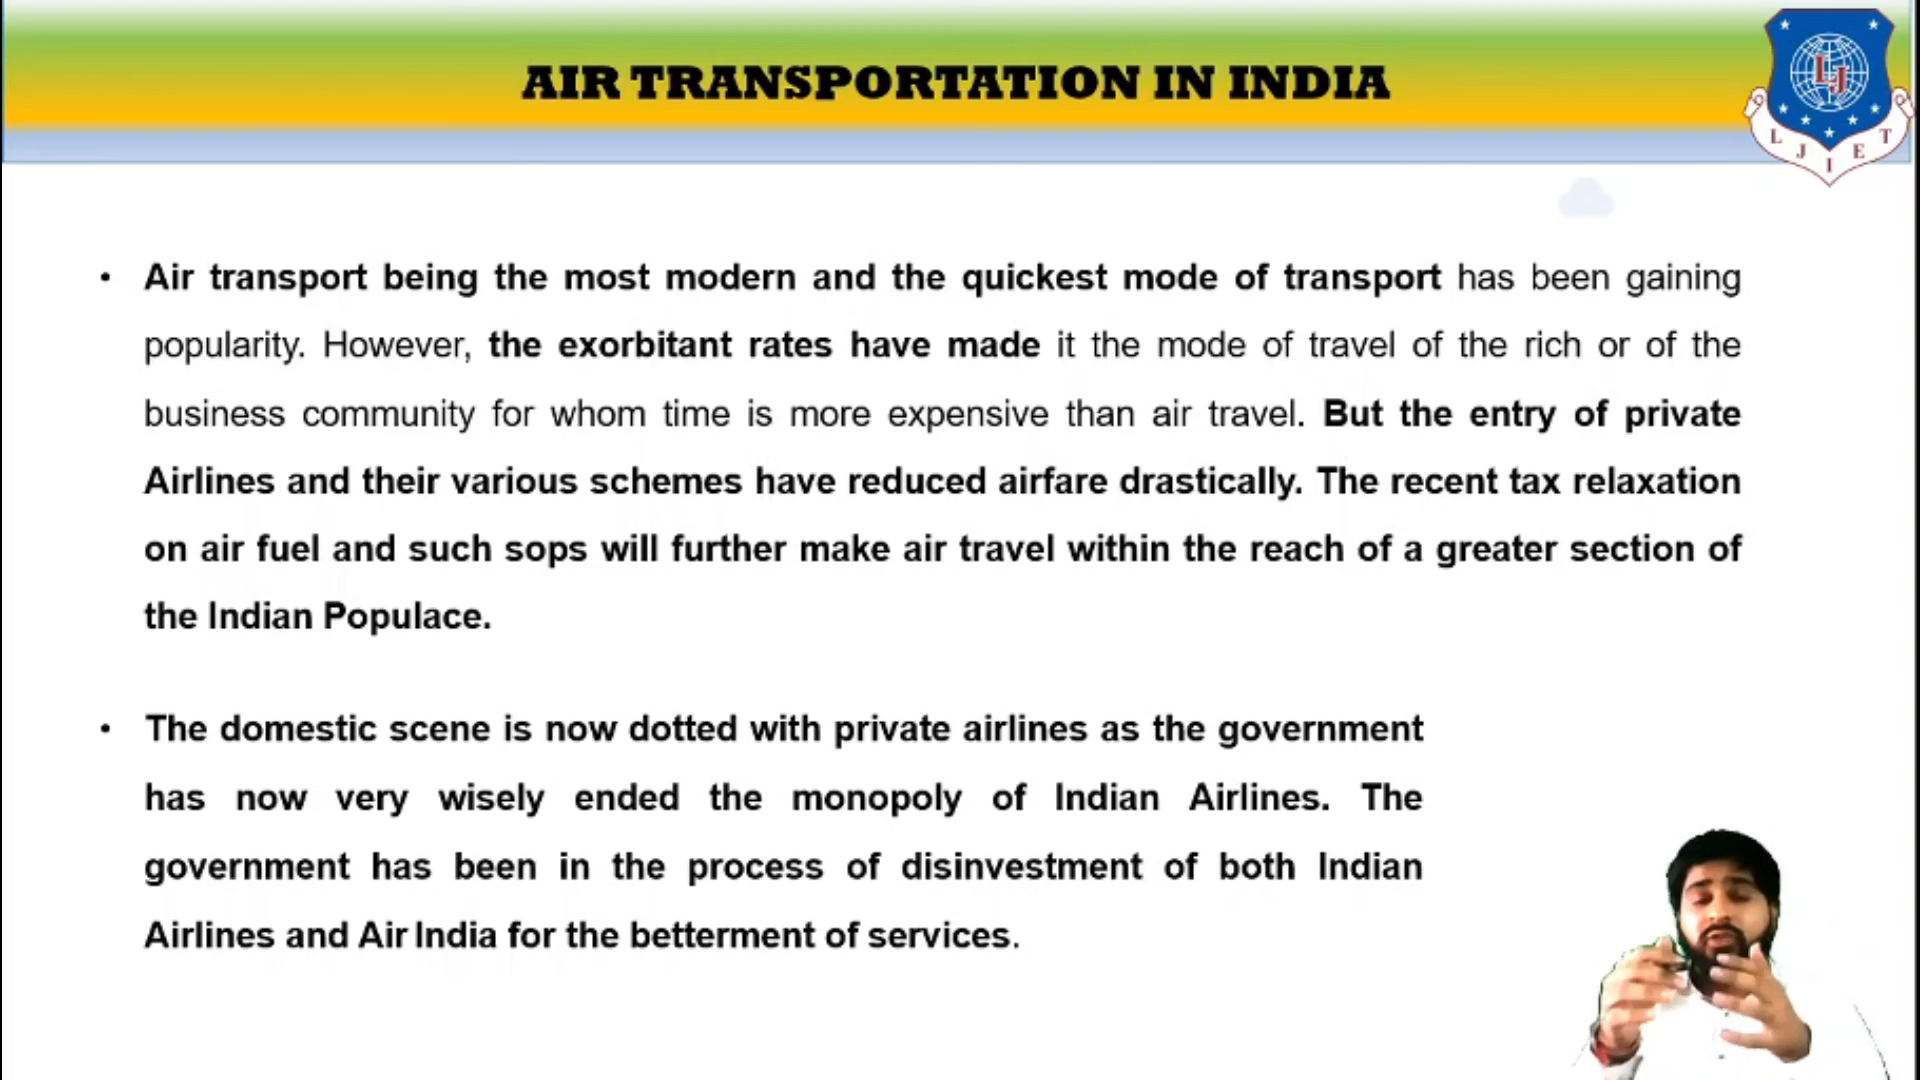 AIR TRANSPORTATION IN INDIA
LJ
L J I E T
• Air transport being the most modern and the quickest mode of transport has been gaining
popularity. However, the exorbitant rates have made it the mode of travel of the rich or of the
business community for whom time is more expensive than air travel. But the entry of private
Airlines and their various schemes have reduced airfare drastically. The recent tax relaxation
on air fuel and such sops will further make air travel within the reach of a greater section of
the Indian Populace.
• The domestic scene is now dotted with private airlines as the government
has now very wisely ended the monopoly of Indian Airlines. The
government has been in the process of disinvestment of both Indian
Airlines and Air India for the betterment of services.